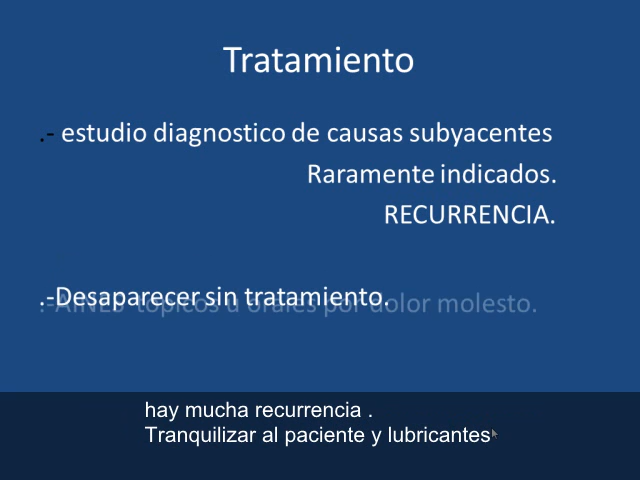 Tratamiento
.- estudio diagnostico de causas subyacentes
Raramente indicados.
RECURRENCIA.
.-Desaparecer sin tratamiento.
.-AINES topicos u orales por dolor molesto.
hay mucha recurrencia .
Tranquilizar al paciente y lubricantes